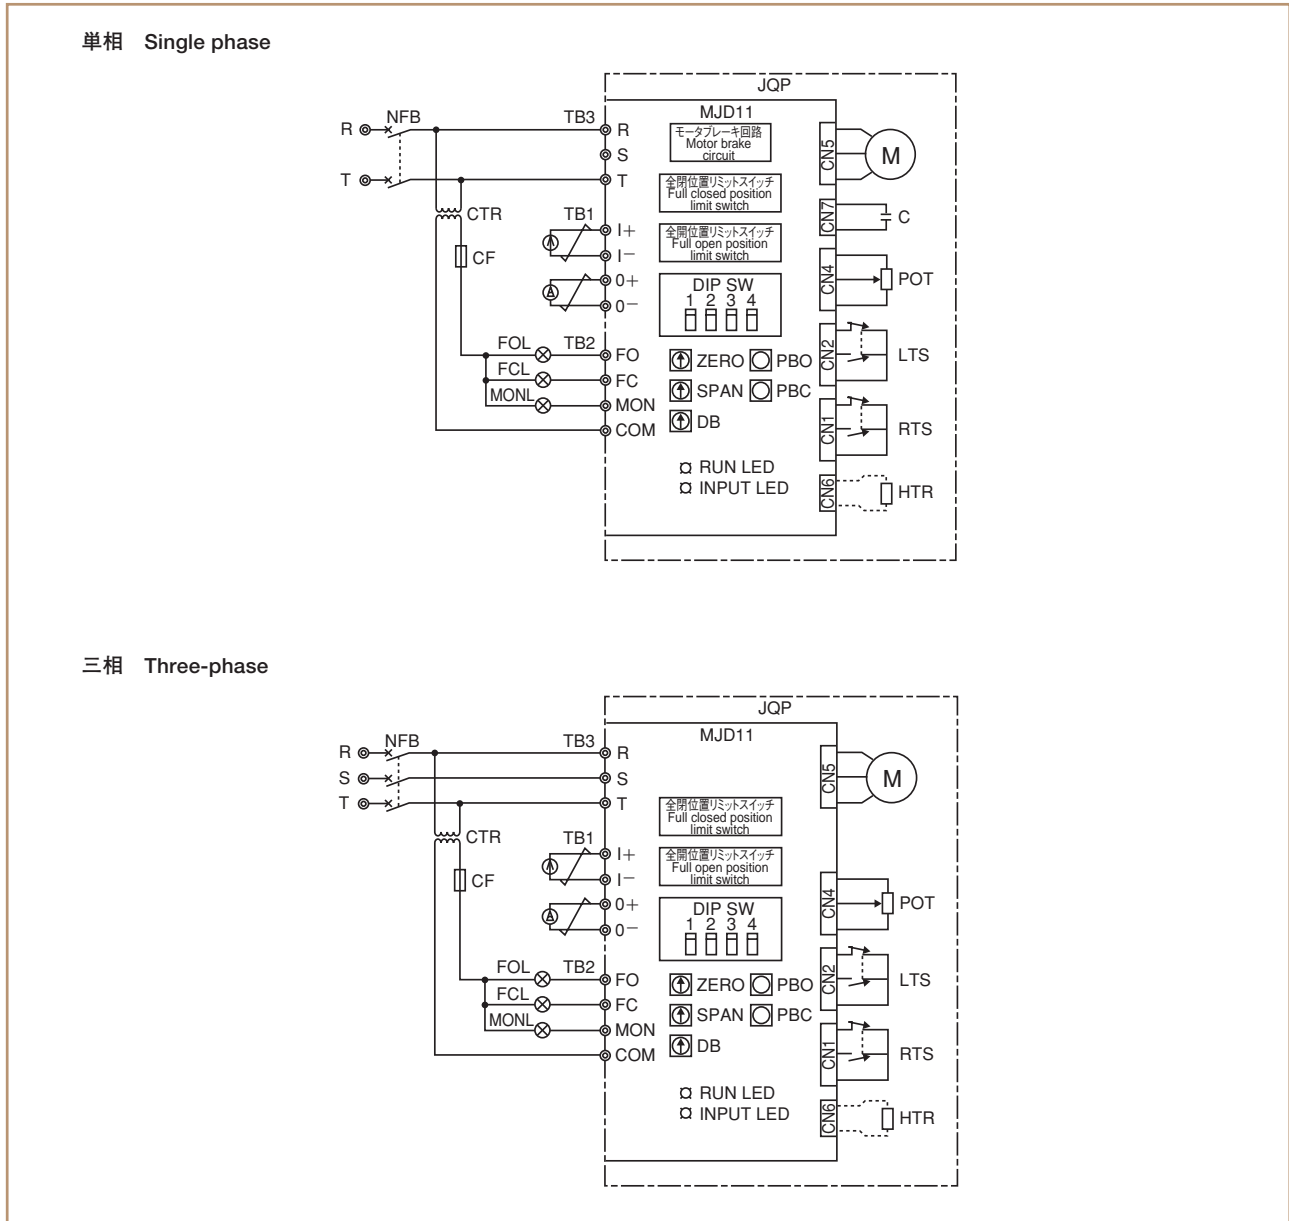 単相 Single phase
JQP
MJD11
NFB
TB3
R
R
モータブレーキ回路
Motor brake
circuit
CN5
M
S
T
T
全閉位置リミットスイッチ
Full closed position
limit switch
CTR
TB1
CN7
C
I+
全開位置リミットスイッチ
Full open position
limit switch
CF
I−
0+
DIP SW
1 2 3 4
CN4
POT
0−
FOL
TB2
FO
ZERO
PBO
CN2
LTS
FCL
FC
SPAN
PBC
MONL
MON
DB
COM
CN1
RTS
RUN LED
INPUT LED
CN6
HTR
三相 Three-phase
JQP
MJD11
NFB
TB3
R
R
CN5
M
S
S
T
T
全閉位置リミットスイッチ
Full closed position
limit switch
CTR
TB1
I+
全開位置リミットスイッチ
Full open position
limit switch
CF
I−
0+
DIP SW
1 2 3 4
CN4
POT
0−
FOL
TB2
FO
ZERO
PBO
CN2
LTS
FCL
FC
SPAN
PBC
MONL
MON
DB
COM
CN1
RTS
RUN LED
INPUT LED
CN6
HTR